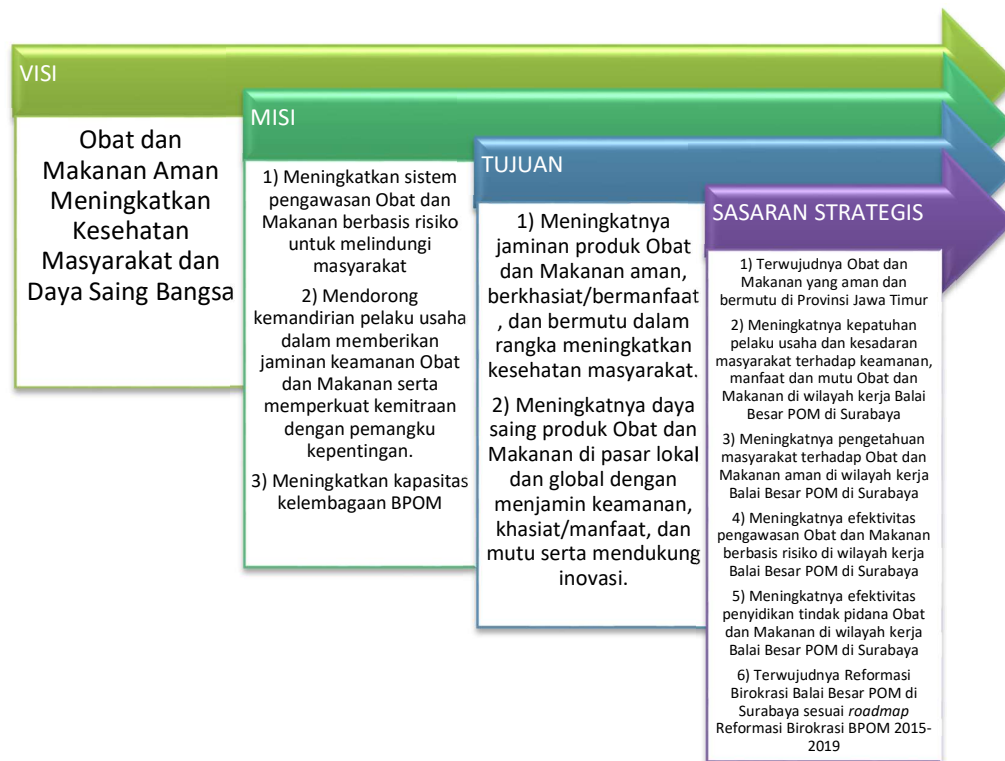 VISI
Obat dan
Makanan Aman
Meningkatkan
Kesehatan
Masyarakat dan
Daya Saing Bangsa
MISI
1) Meningkatkan sistem
pengawasan Obat dan
Makanan berbasis risiko
untuk melindungi
masyarakat
2) Mendorong
kemandirian pelaku usaha
dalam memberikan
jaminan keamanan Obat
dan Makanan serta
memperkuat kemitraan
dengan pemangku
kepentingan.
3) Meningkatkan kapasitas
kelembagaan BPOM
TUJUAN
1) Meningkatnya
jaminan produk Obat
dan Makanan aman,
berkhasiat/bermanfaat
, dan bermutu dalam
rangka meningkatkan
kesehatan masyarakat.
2) Meningkatnya daya
saing produk Obat dan
Makanan di pasar lokal
dan global dengan
menjamin keamanan,
khasiat/manfaat, dan
mutu serta mendukung
inovasi.
SASARAN STRATEGIS
1) Terwujudnya Obat dan
Makanan yang aman dan
bermutu di Provinsi Jawa Timur
2) Meningkatnya kepatuhan
pelaku usaha dan kesadaran
masyarakat terhadap keamanan,
manfaat dan mutu Obat dan
Makanan di wilayah kerja Balai
Besar POM di Surabaya
3) Meningkatnya pengetahuan
masyarakat terhadap Obat dan
Makanan aman di wilayah kerja
Balai Besar POM di Surabaya
4) Meningkatnya efektivitas
pengawasan Obat dan Makanan
berbasis risiko di wilayah kerja
Balai Besar POM di Surabaya
5) Meningkatnya efektivitas
penyidikan tindak pidana Obat
dan Makanan di wilayah kerja
Balai Besar POM di Surabaya
6) Terwujudnya Reformasi
Birokrasi Balai Besar POM di
Surabaya sesuai roadmap
Reformasi Birokrasi BPOM 2015-
2019